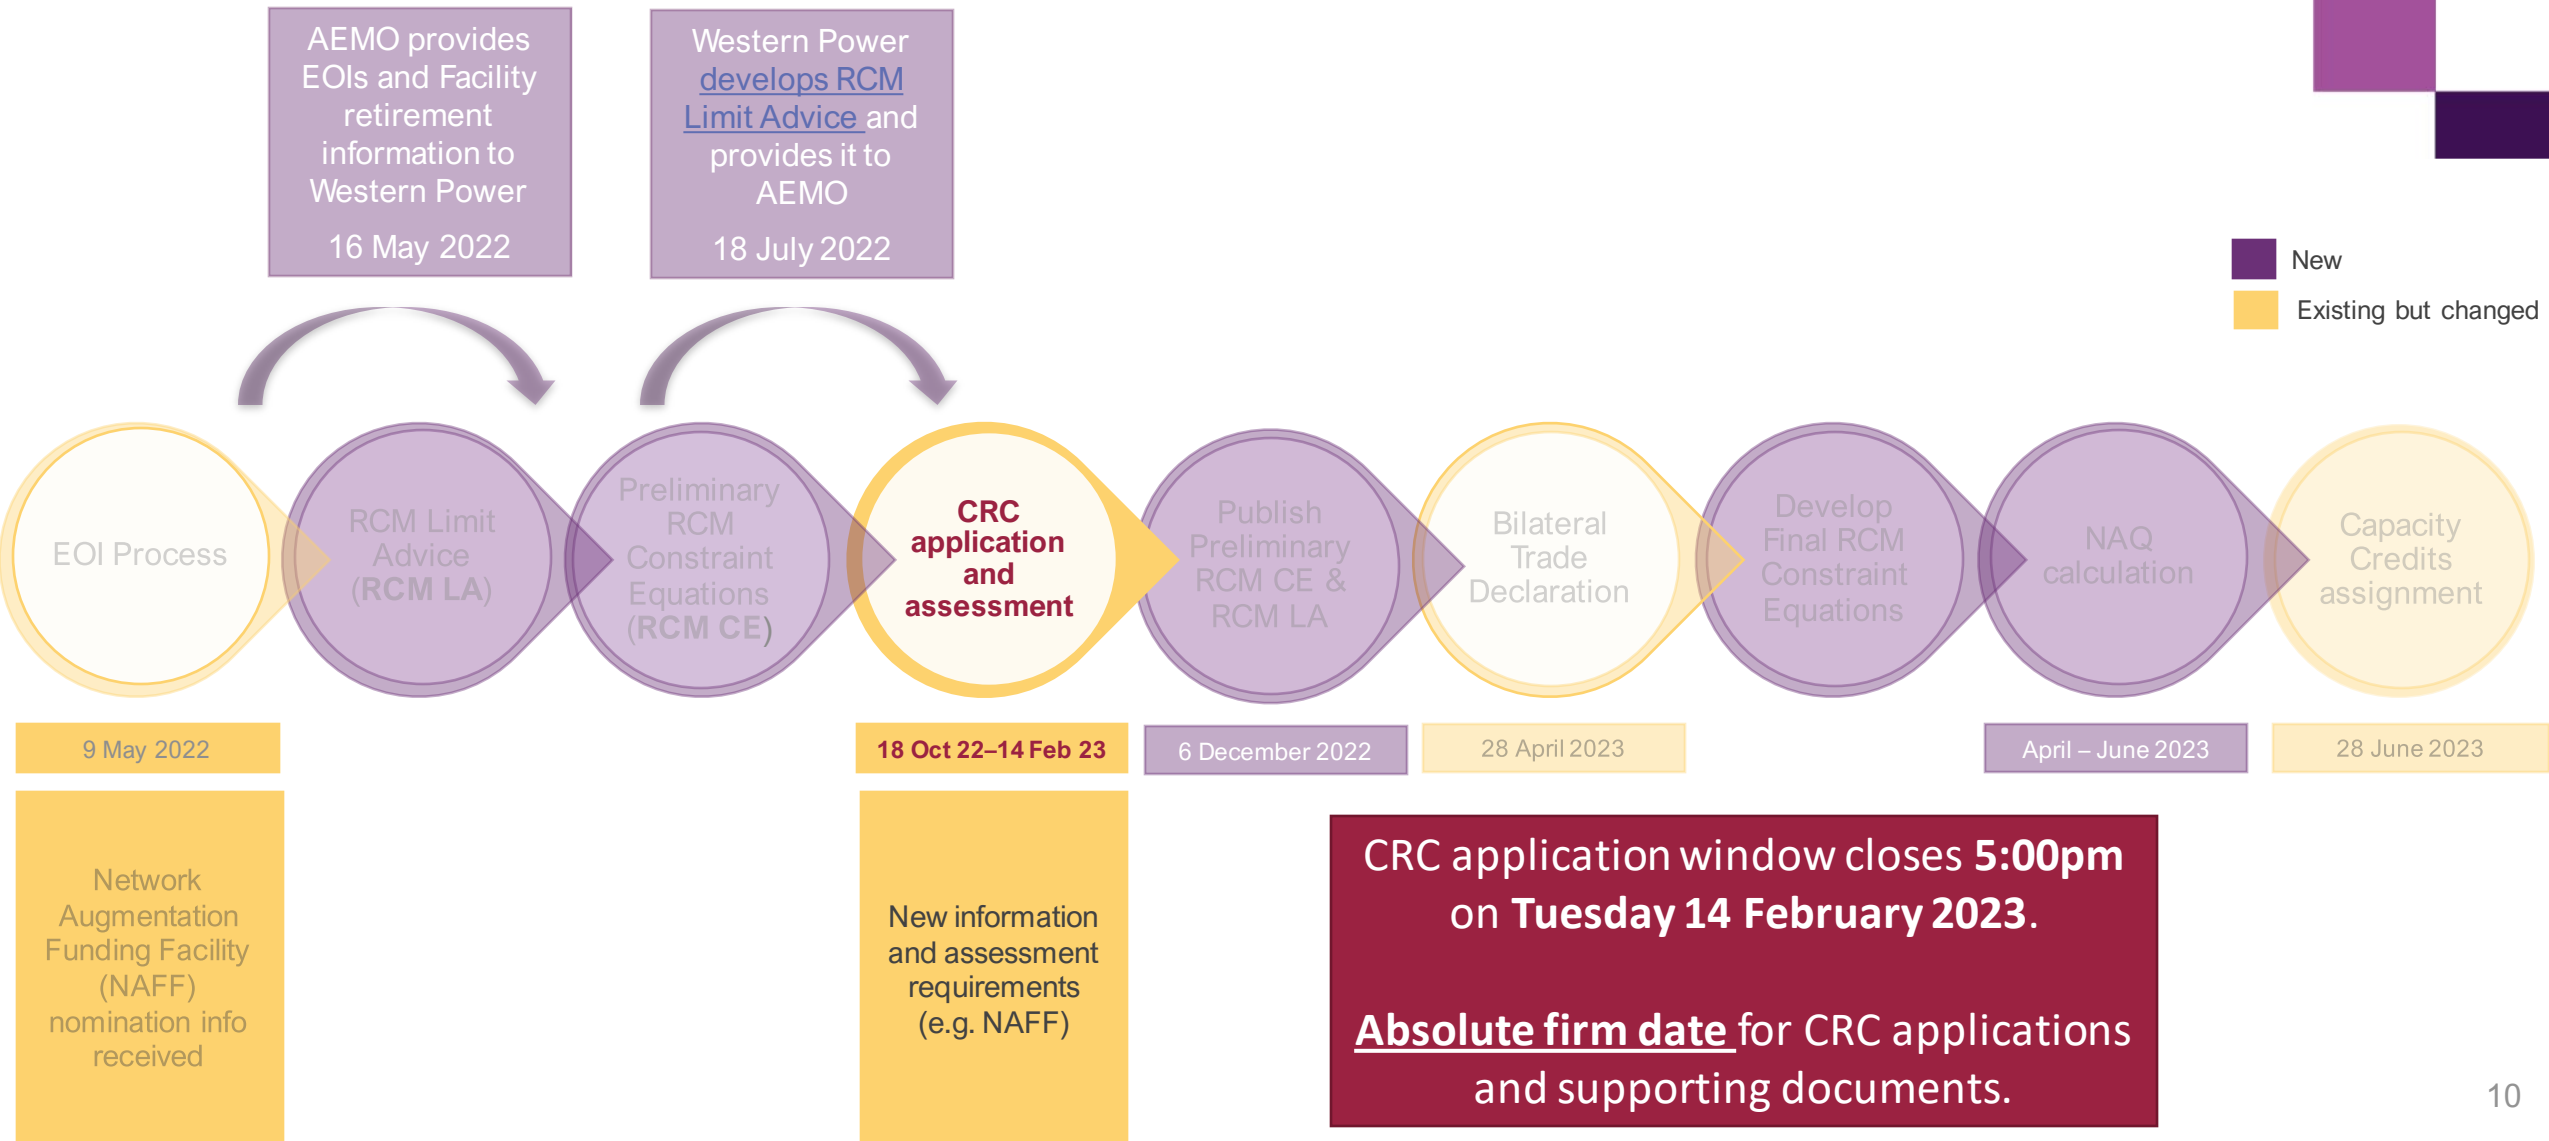 AEMO provides
EOIs and Facility
retirement
information to
Western Power
16 May 2022
Western Power
develops RCM
Limit Advice and
provides it to
AEMO
18 July 2022
New
Existing but changed
EOI Process
RCM Limit
Advice
(RCM LA)
Preliminary
RCM
Constraint
Equations
(RCM CE)
CRC
application
and
assessment
Publish
Preliminary
RCM CE &
RCM LA
Bilateral
Trade
Declaration
Develop
Final RCM
Constraint
Equations
NAQ
calculation
Capacity
Credits
assignment
9 May 2022
18 Oct 22–14 Feb 23
6 December 2022
28 April 2023
April – June 2023
28 June 2023
Network
Augmentation
Funding Facility
(NAFF)
nomination info
received
New information
and assessment
requirements
(e.g. NAFF)
CRC application window closes 5:00pm
on Tuesday 14 February 2023.
Absolute firm date for CRC applications
and supporting documents.
10